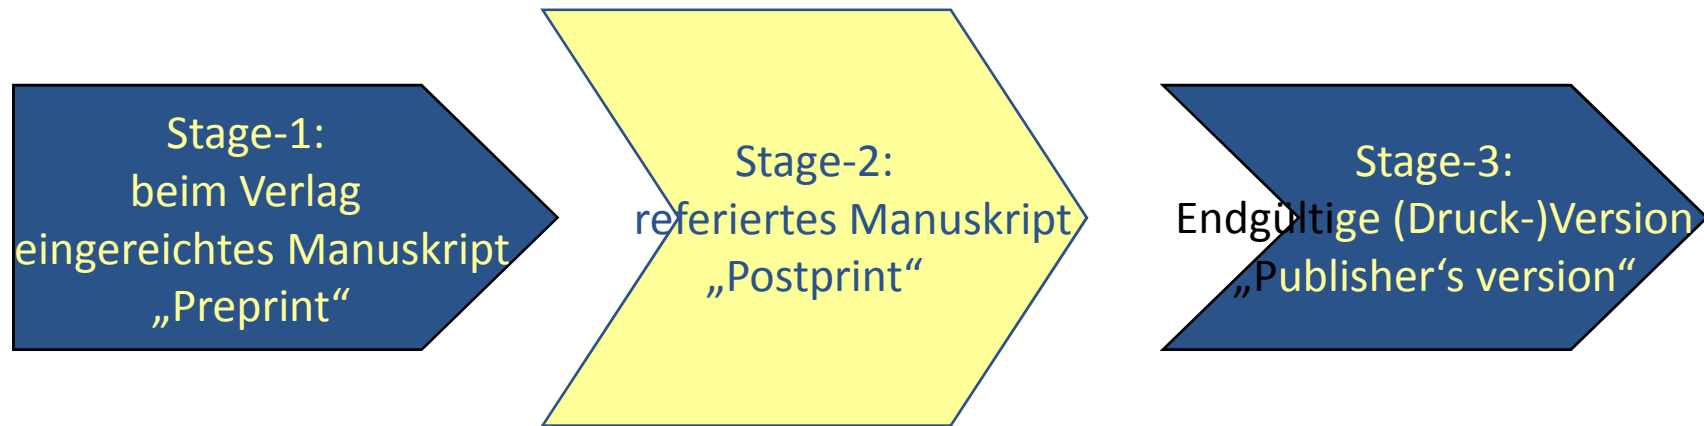 Stage-1:
beim Verlag
eingereichtes Manuskript
„Preprint“
Stage-2:
referiertes Manuskript
„Postprint“
Stage-3:
Endgültige (Druck-)Version
„Publisher‘s version“